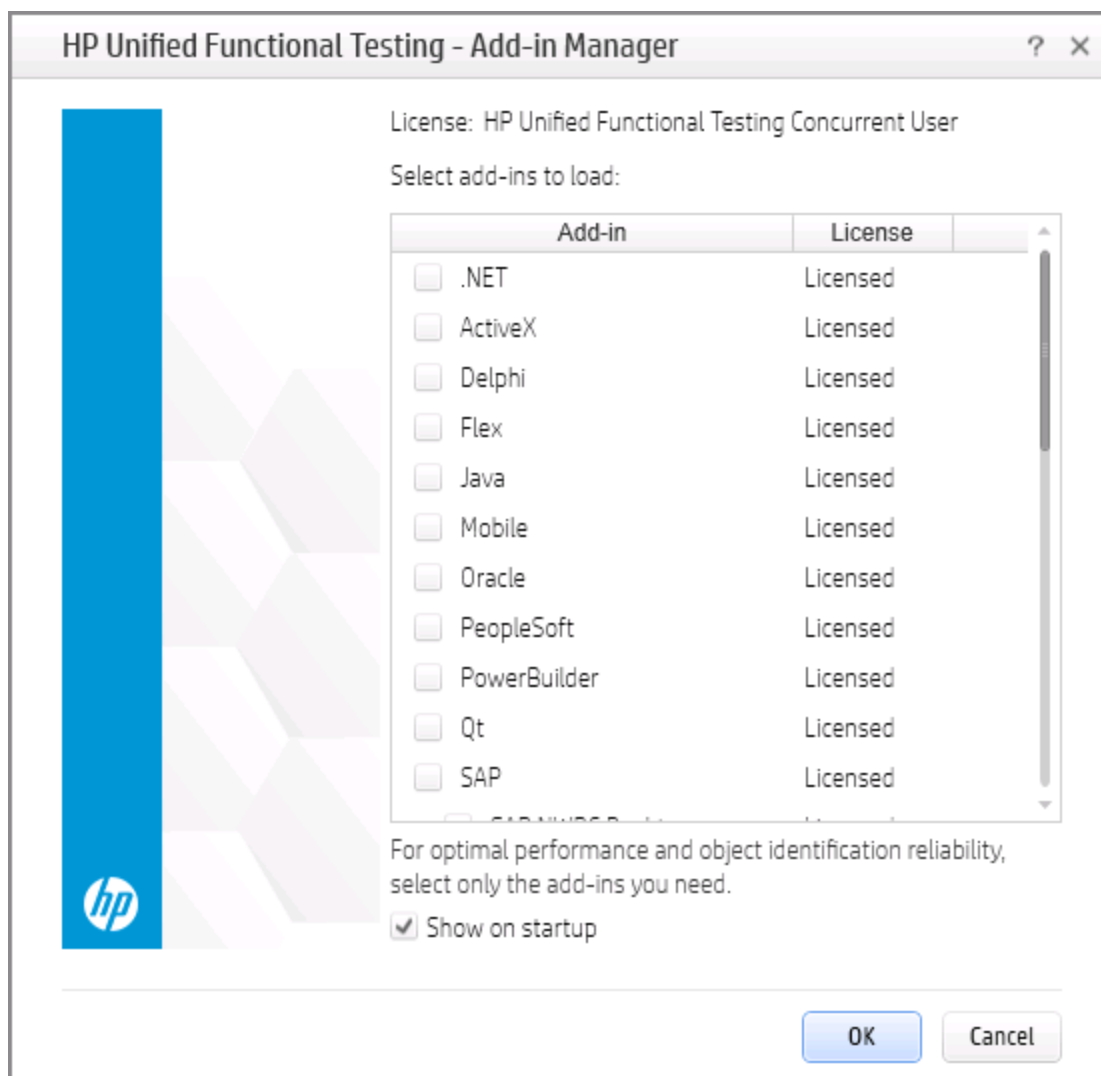 HP Unified Functional Testing - Add-in Manager ? ×
License: HP Unified Functional Testing Concurrent User
Select add-ins to load:
Add-in License
.NET Licensed
ActiveX Licensed
Delphi Licensed
Flex Licensed
Java Licensed
Mobile Licensed
Oracle Licensed
PeopleSoft Licensed
PowerBuilder Licensed
Qt Licensed
SAP Licensed
For optimal performance and object identification reliability,
select only the add-ins you need.
hp
Show on startup
OK Cancel